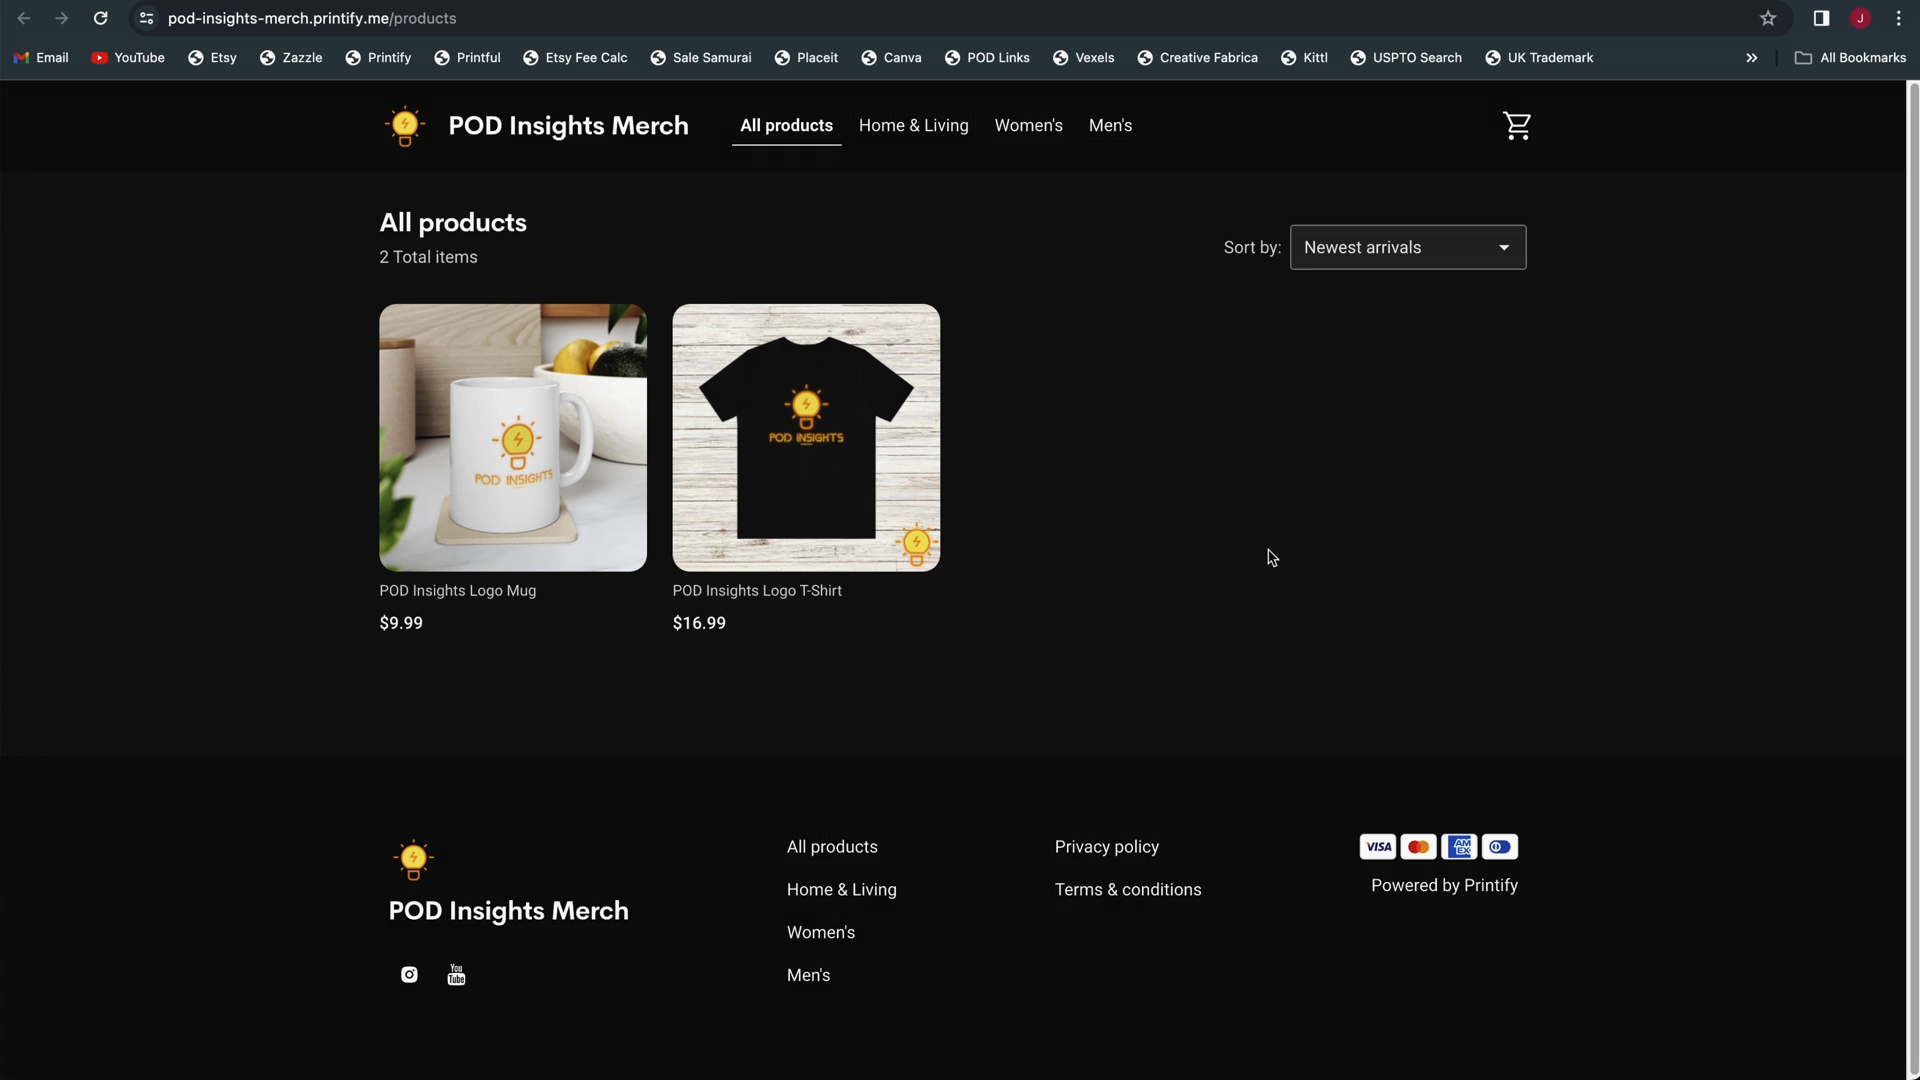 pod-insights-merch.printify.me/products
J
Email YouTube Etsy Zazzle Printify Printful Etsy Fee Calc Sale Samurai Placeit Canva POD Links Vexels Creative Fabrica Kittl USPTO Search UK Trademark All Bookmarks
POD Insights Merch All products Home & Living Women's Men's
All products
2 Total items
Sort by: Newest arrivals
POD INSIGHTS
POD INSIGHTS
POD Insights Logo Mug
$9.99
POD Insights Logo T-Shirt
$16.99
POD Insights Merch
You
Tube
All products
Home & Living
Women's
Men's
Privacy policy
Terms & conditions
VISA
AM
EX
Powered by Printify